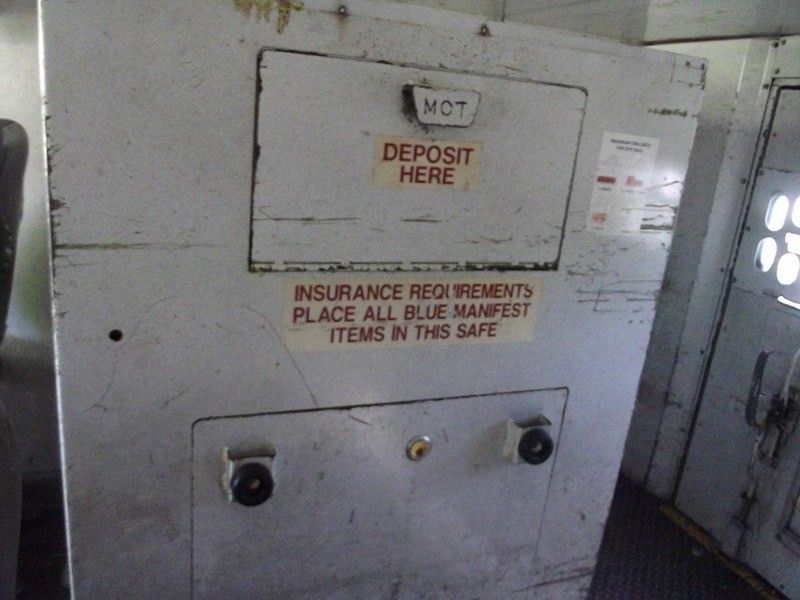 MCT
DEPOSIT
HERE
INSURANCE REQUIREMENTS
PLACE ALL BLUE MANIFEST
ITEMS IN THIS SAFE